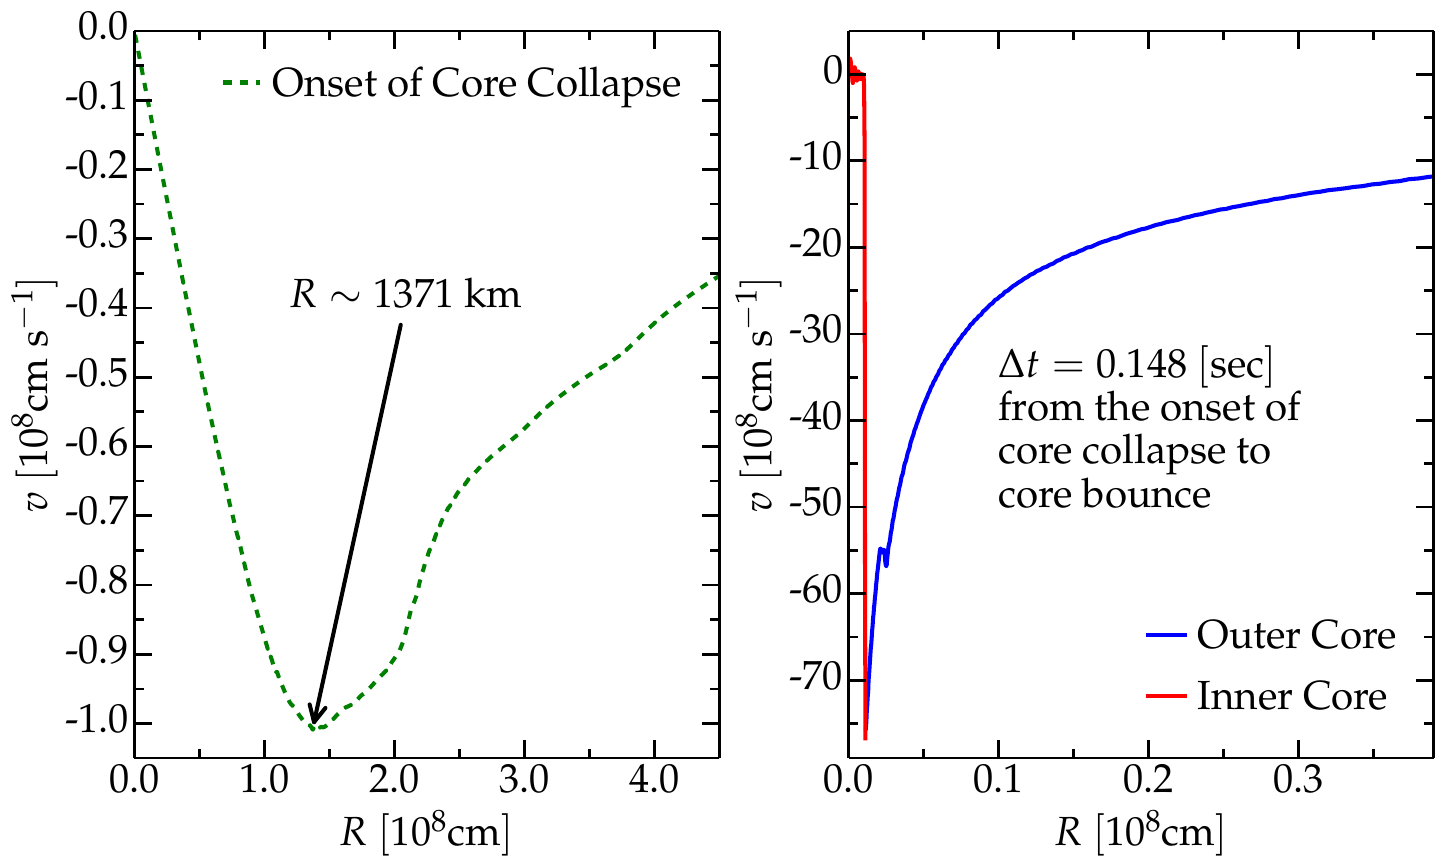 0.0
-0.1
-0.2
-0.3
-0.4
-0.5
-0.6
-0.7
-0.8
-0.9
-1.0
v [10⁸cm s⁻¹]
Onset of Core Collapse
R ∼ 1371 km
0.0 1.0 2.0 3.0 4.0
R [10⁸cm]
0
-10
-20
-30
-40
-50
-60
-70
v [10⁸cm s⁻¹]
Δt = 0.148 [sec]
from the onset of
core collapse to
core bounce
Outer Core
Inner Core
0.0 0.1 0.2 0.3
R [10⁸cm]